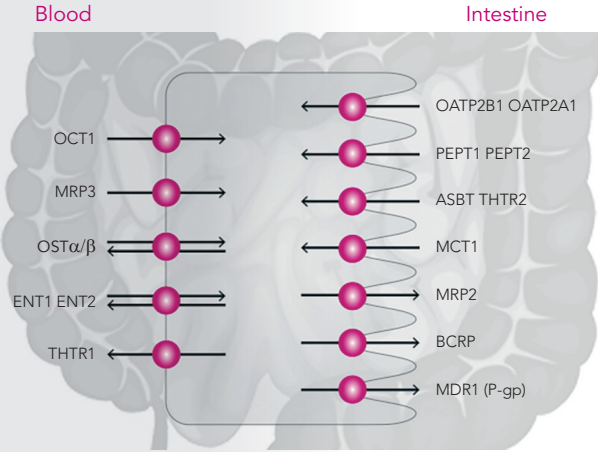 Blood
Intestine
OCT1
MRP3
OSTα/β
ENT1 ENT2
THTR1
OATP2B1 OATP2A1
PEPT1 PEPT2
ASBT THTR2
MCT1
MRP2
BCRP
MDR1 (P-gp)